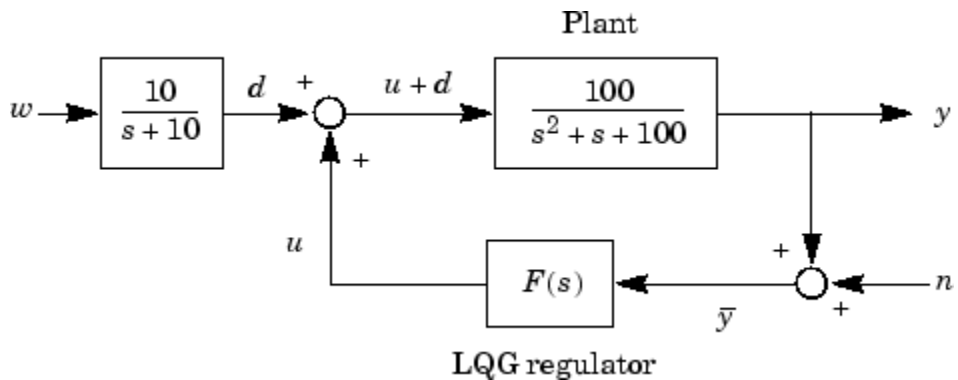 Plant
w
10
s + 10
d
+
u + d
100
s² + s + 100
y
+
u
F(s)
ȳ
+
n
+
LQG regulator